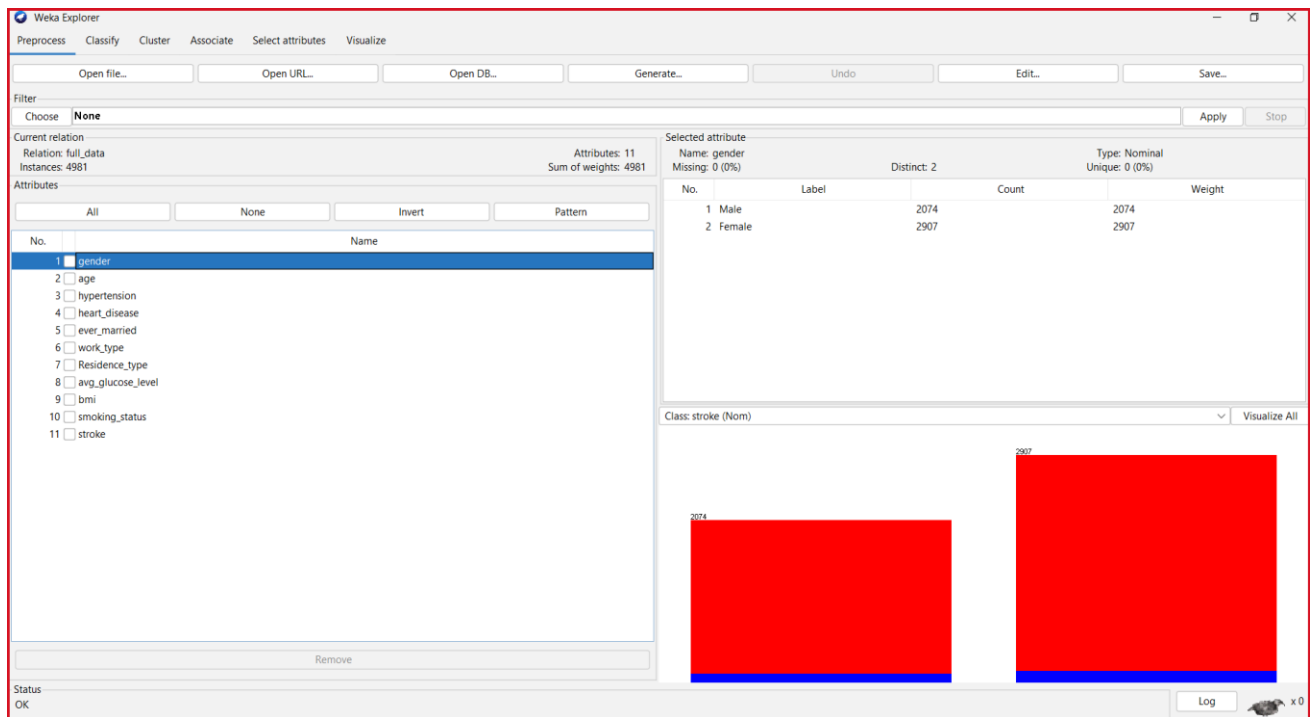 Weka Explorer
Preprocess Classify Cluster Associate Select attributes Visualize
Open file... Open URL... Open DB... Generate... Undo Edit... Save...
Filter
Choose None Apply Stop
Current relation
Relation: full_data Attributes: 11
Instances: 4981 Sum of weights: 4981
Attributes
All None Invert Pattern
No. Name
1 gender
2 age
3 hypertension
4 heart_disease
5 ever_married
6 work_type
7 Residence_type
8 avg_glucose_level
9 bmi
10 smoking_status
11 stroke
Remove
Selected attribute
Name: gender Type: Nominal
Missing: 0 (0%) Distinct: 2 Unique: 0 (0%)
No. Label Count Weight
1 Male 2074 2074
2 Female 2907 2907
Class: stroke (Nom) Visualize All
2074
2907
Status
OK Log x 0